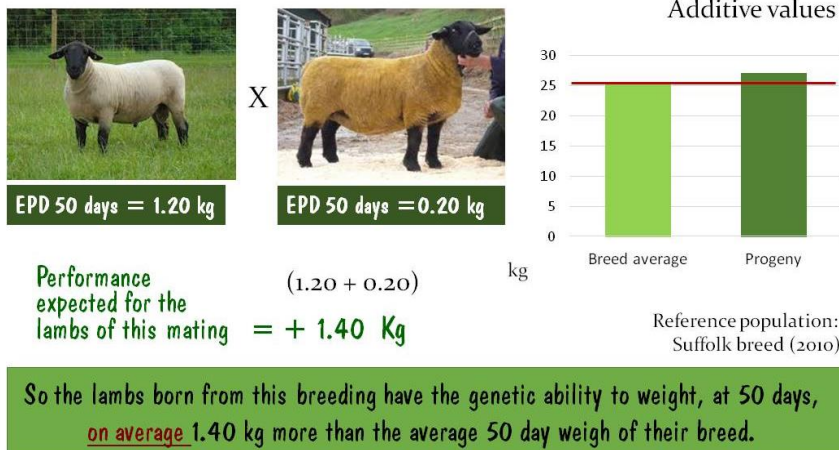 Additive values
X
EPD 50 days = 1.20 kg
EPD 50 days =0.20 kg
30
25
20
15
10
5
0
kg
Breed average
Progeny
Performance
expected for the
lambs of this mating
(1.20 + 0.20)
= + 1.40 Kg
Reference population:
Suffolk breed (2010)
So the lambs born from this breeding have the genetic ability to weight, at 50 days,
on average 1.40 kg more than the average 50 day weigh of their breed.